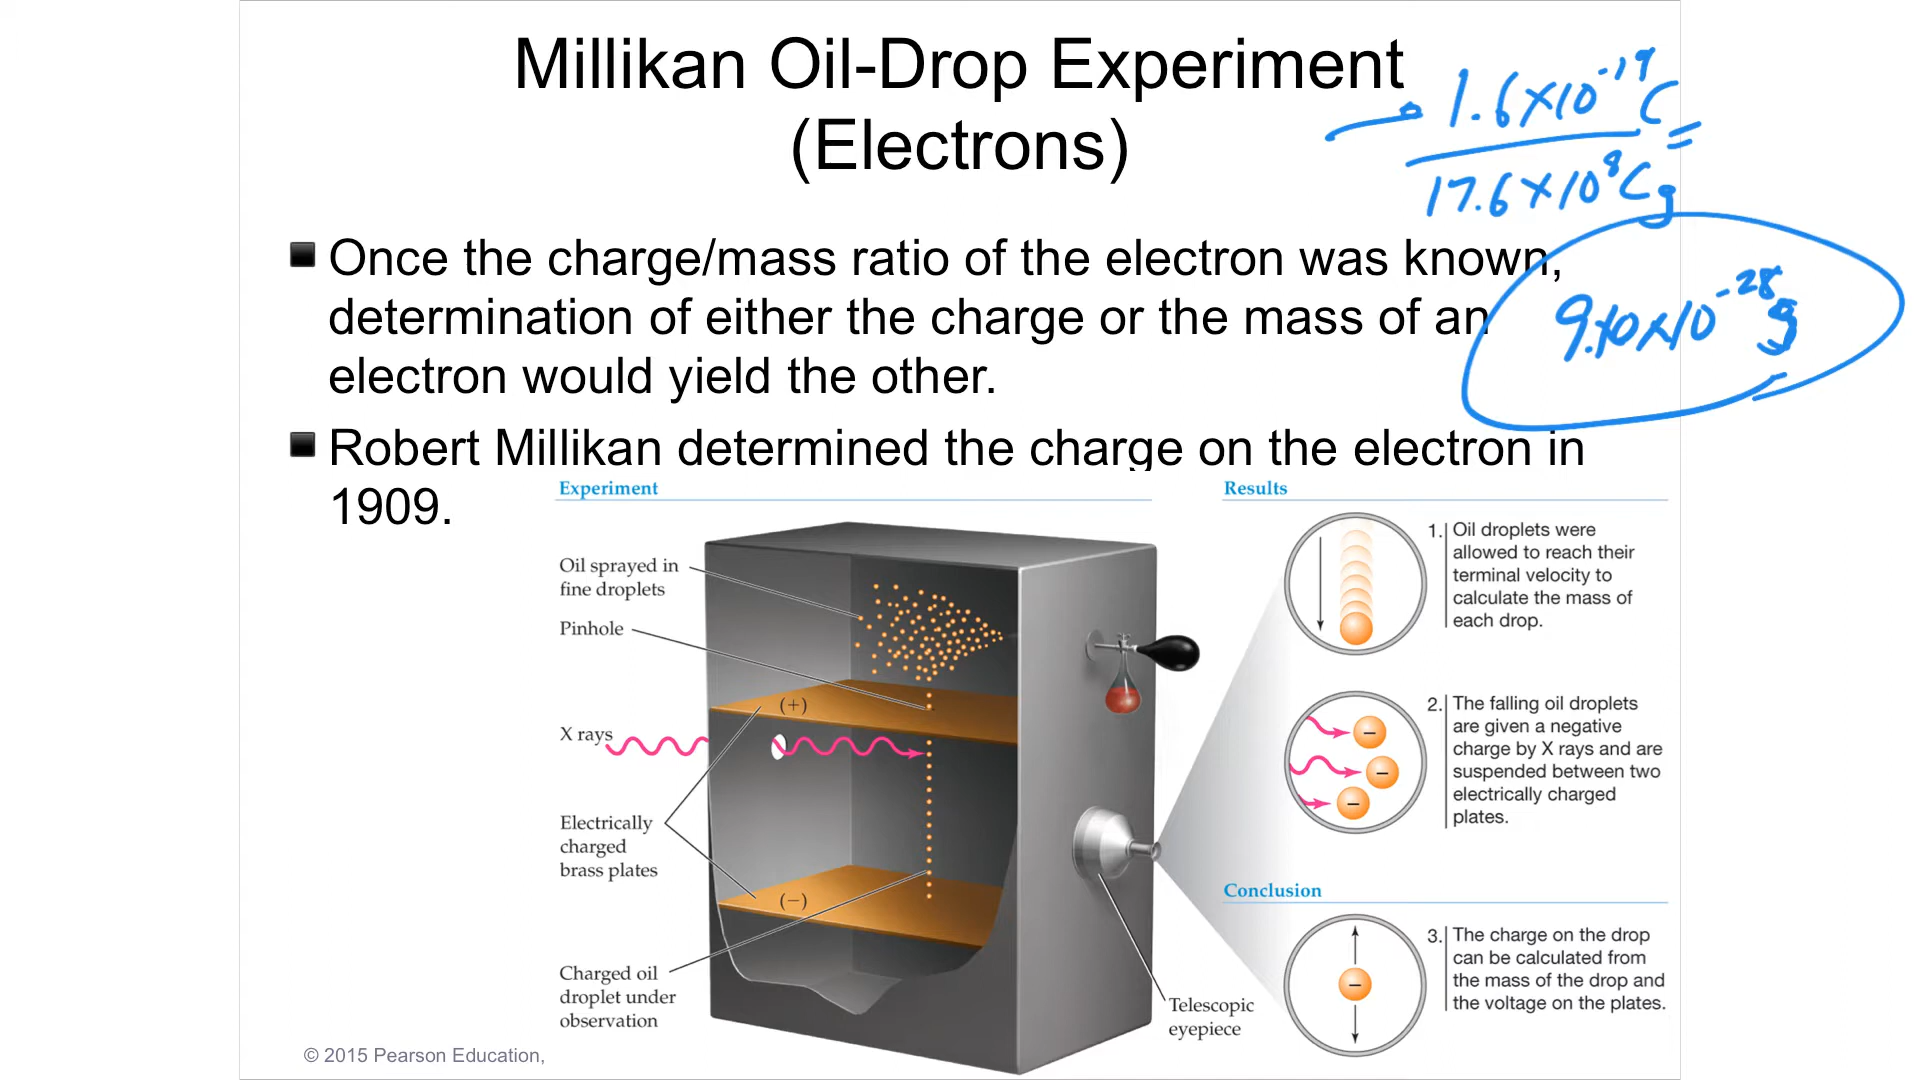 Millikan Oil-Drop Experiment
(Electrons)
1.6×10⁻¹⁹ C =
17.6×10⁸ C g
9.10×10⁻²⁸ g
Once the charge/mass ratio of the electron was known,
determination of either the charge or the mass of an
electron would yield the other.
Robert Millikan determined the charge on the electron in
1909.
Experiment
Oil sprayed in
fine droplets
Pinhole
(+)
X rays
Electrically
charged
brass plates
(−)
Charged oil
droplet under
observation
Telescopic
eyepiece
Results
1. Oil droplets were
allowed to reach their
terminal velocity to
calculate the mass of
each drop.
2. The falling oil droplets
are given a negative
charge by X rays and are
suspended between two
electrically charged
plates.
−
−
−
Conclusion
3. The charge on the drop
can be calculated from
the mass of the drop and
the voltage on the plates.
−
© 2015 Pearson Education,